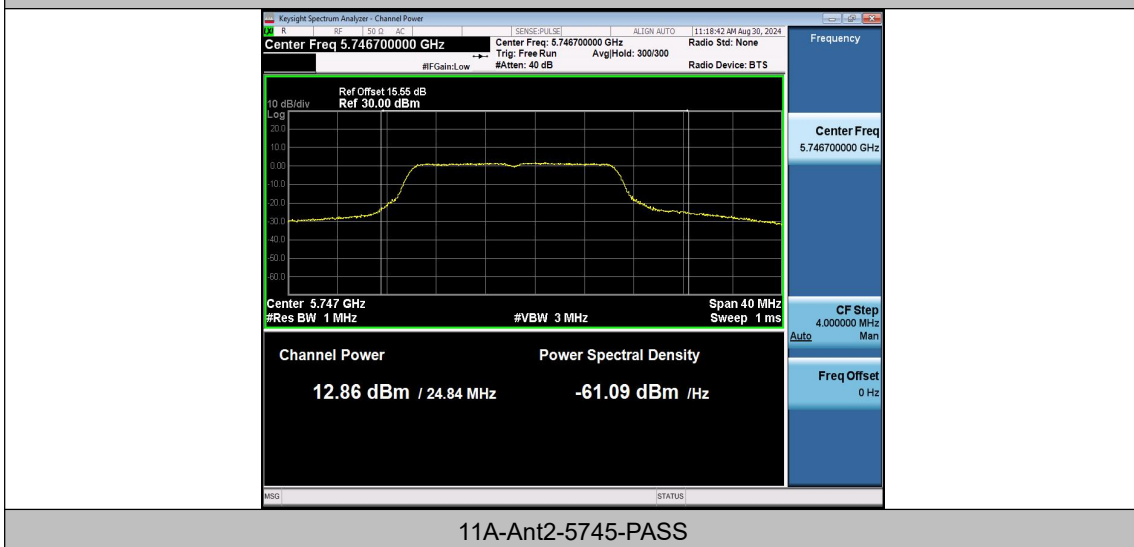 Keysight Spectrum Analyzer - Channel Power
R RF 50 Ω AC SENSE:PULSE ALIGN AUTO 11:18:42 AM Aug 30, 2024
Center Freq 5.746700000 GHz
Center Freq: 5.746700000 GHz
Radio Std: None
Trig: Free Run Avg|Hold: 300/300
#IFGain:Low #Atten: 40 dB Radio Device: BTS
Ref Offset 15.55 dB
10 dB/div Ref 30.00 dBm
Log
20.0
10.0
0.00
-10.0
-20.0
-30.0
-40.0
-50.0
-60.0
Center 5.747 GHz Span 40 MHz
#Res BW 1 MHz #VBW 3 MHz Sweep 1 ms
Channel Power Power Spectral Density
12.86 dBm / 24.84 MHz -61.09 dBm /Hz
MSG STATUS
Frequency
Center Freq
5.746700000 GHz
CF Step
4.000000 MHz
Auto Man
Freq Offset
0 Hz
11A-Ant2-5745-PASS